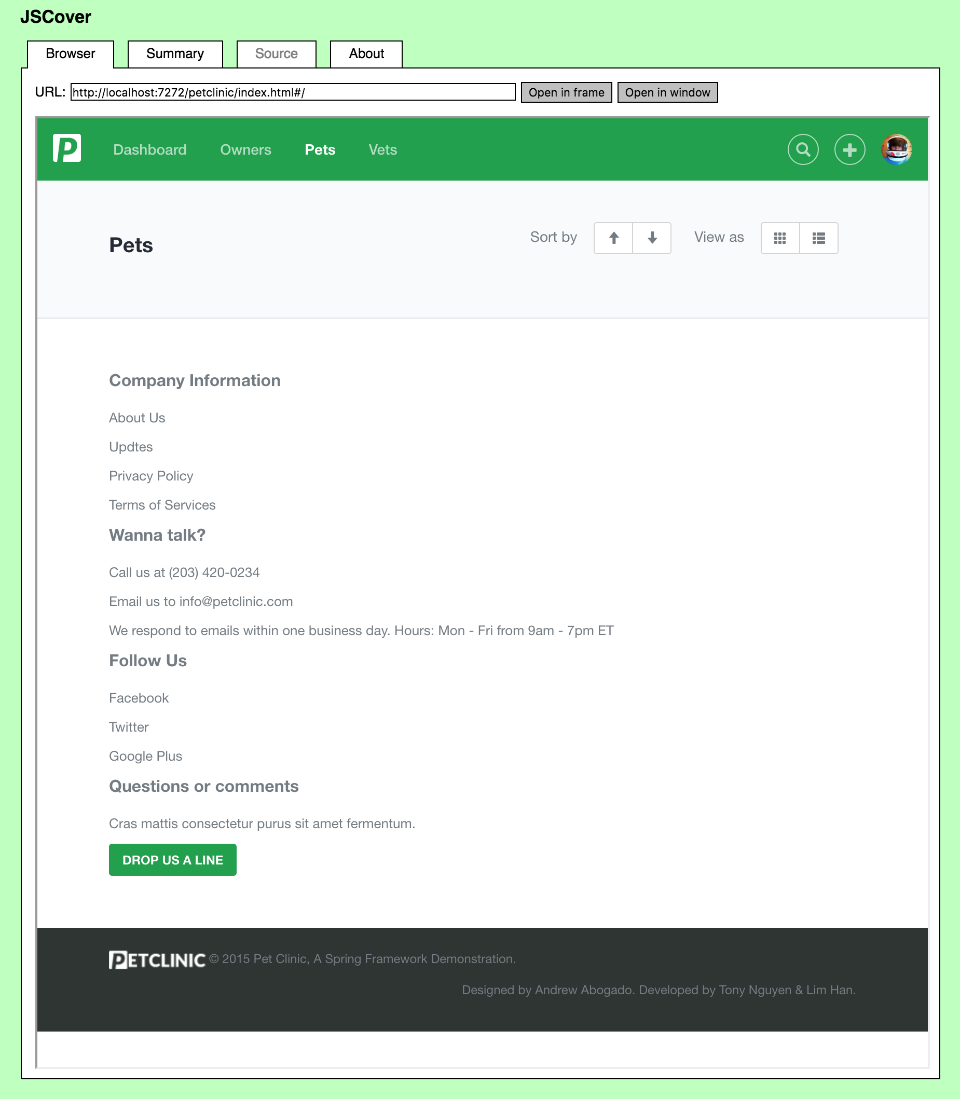 JSCover
Browser Summary Source About
URL: http://localhost:7272/petclinic/index.html#/ Open in frame Open in window
P Dashboard Owners Pets Vets
Pets Sort by View as
Company Information
About Us
Updtes
Privacy Policy
Terms of Services
Wanna talk?
Call us at (203) 420-0234
Email us to info@petclinic.com
We respond to emails within one business day. Hours: Mon - Fri from 9am - 7pm ET
Follow Us
Facebook
Twitter
Google Plus
Questions or comments
Cras mattis consectetur purus sit amet fermentum.
DROP US A LINE
PETCLINIC © 2015 Pet Clinic, A Spring Framework Demonstration.
Designed by Andrew Abogado. Developed by Tony Nguyen & Lim Han.